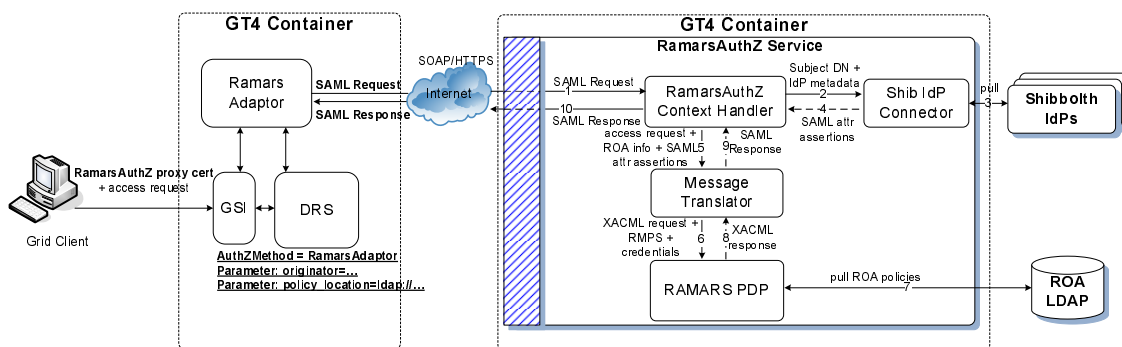 GT4 Container
Ramars
Adaptor
SAML Request
SAML Response
RamarsAuthZ proxy cert
+ access request
Grid Client
GSI
DRS
AuthZMethod = RamarsAdaptor
Parameter: originator=...
Parameter: policy_location=ldap://...
SOAP/HTTPS
Internet
GT4 Container
RamarsAuthZ Service
SAML Request
1
10
SAML Response
RamarsAuthZ
Context Handler
Subject DN +
IdP metadata
2
4
SAML attr
assertions
Shib IdP
Connector
pull
3
Shibbolth
IdPs
access request +
ROA info + SAML
attr assertions
5
9
SAML
Response
Message
Translator
XACML request +
RMPS +
credentials
6
8
XACML
response
RAMARS PDP
pull ROA policies
7
ROA
LDAP